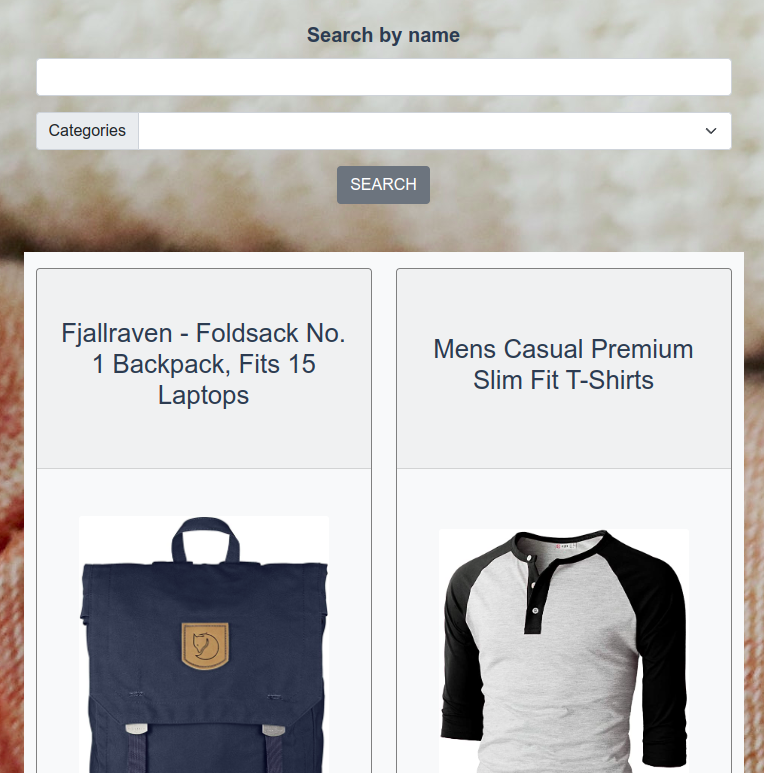 Search by name
Categories
SEARCH
Fjallraven - Foldsack No.
1 Backpack, Fits 15
Laptops
Mens Casual Premium
Slim Fit T-Shirts